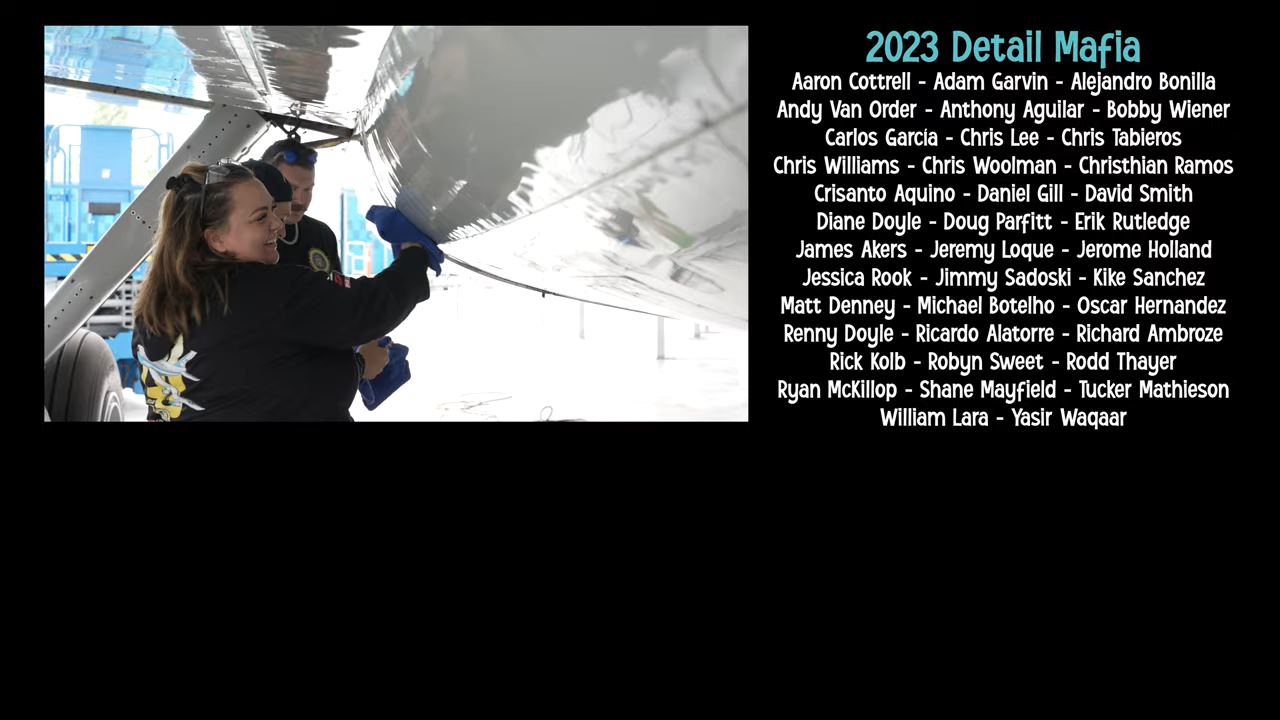 2023 Detail Mafia
Aaron Cottrell - Adam Garvin - Alejandro Bonilla
Andy Van Order - Anthony Aguilar - Bobby Wiener
Carlos García - Chris Lee - Chris Tabieros
Chris Williams - Chris Woolman - Christhian Ramos
Crisanto Aquino - Daniel Gill - David Smith
Diane Doyle - Doug Parfitt - Erik Rutledge
James Akers - Jeremy Loque - Jerome Holland
Jessica Rook - Jimmy Sadoski - Kike Sanchez
Matt Denney - Michael Botelho - Oscar Hernandez
Renny Doyle - Ricardo Alatorre - Richard Ambroze
Rick Kolb - Robyn Sweet - Rodd Thayer
Ryan McKillop - Shane Mayfield - Tucker Mathieson
William Lara - Yasir Waqaar